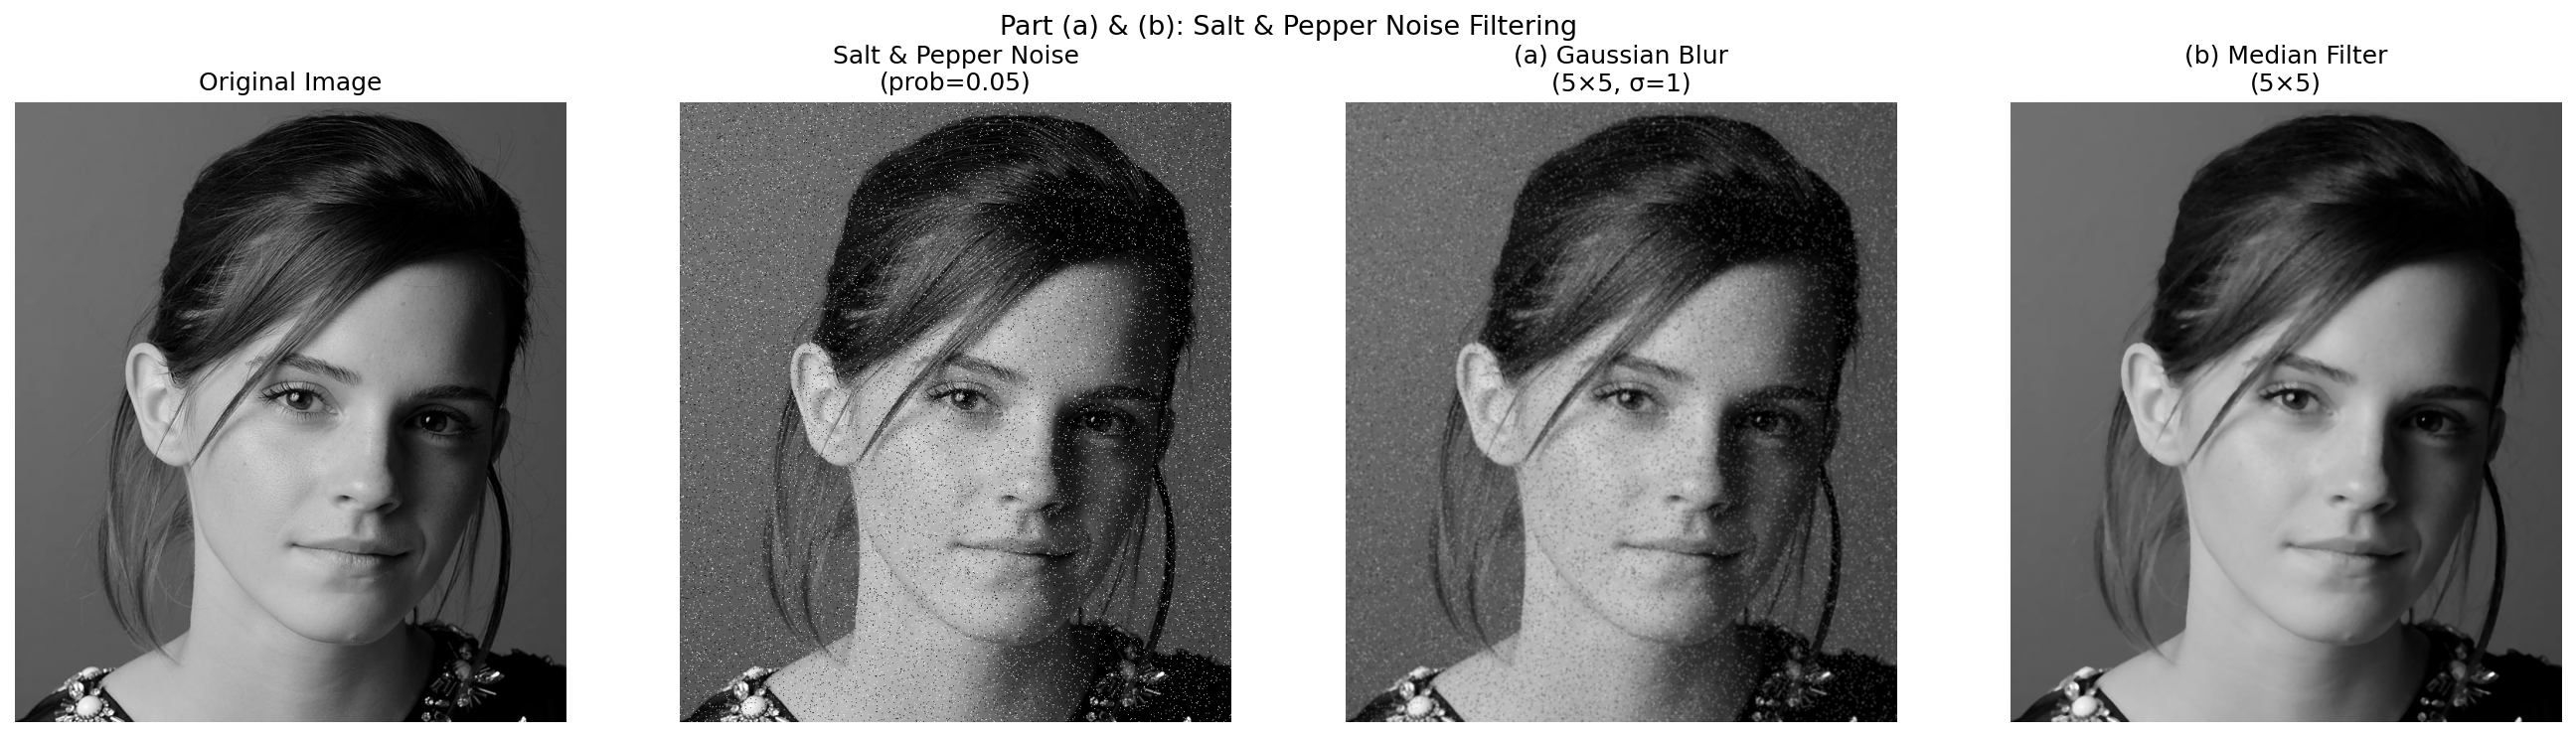 Part (a) & (b): Salt & Pepper Noise Filtering
Original Image
Salt & Pepper Noise
(prob=0.05)
(a) Gaussian Blur
(5×5, σ=1)
(b) Median Filter
(5×5)